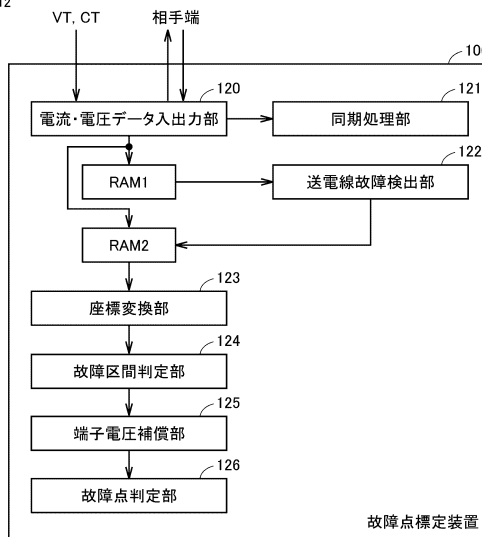 VT, CT
相手端
120
電流・電圧データ入出力部
121
同期処理部
RAM1
122
送電線故障検出部
RAM2
123
座標変換部
124
故障区間判定部
125
端子電圧補償部
126
故障点判定部
故障点標定装置